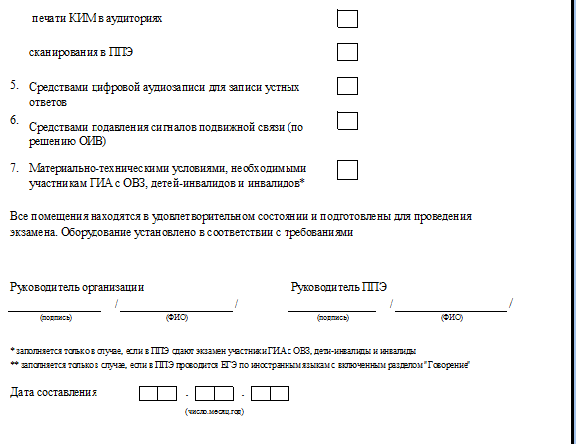 печати КИМ в аудиториях
сканирования в ППЭ
5. Средствами цифровой аудиозаписи для записи устных
ответов
6. Средствами подавления сигналов подвижной связи (по
решению ОИВ)
7. Материально-техническими условиями, необходимыми
участникам ГИА с ОВЗ, детей-инвалидов и инвалидов*
Все помещения находятся в удовлетворительном состоянии и подготовлены для проведения
экзамена. Оборудование установлено в соответствии с требованиями
Руководитель организации Руководитель ППЭ
/ / / /
(подпись) (ФИО) (подпись) (ФИО)
* заполняется только в случае, если в ППЭ сдают экзамен участники ГИА с ОВЗ, дети-инвалиды и инвалиды
** заполняется только в случае, если в ППЭ проводится ЕГЭ по иностранным языкам с включенным разделом "Говорение"
Дата составления . .
(число.месяц.год)